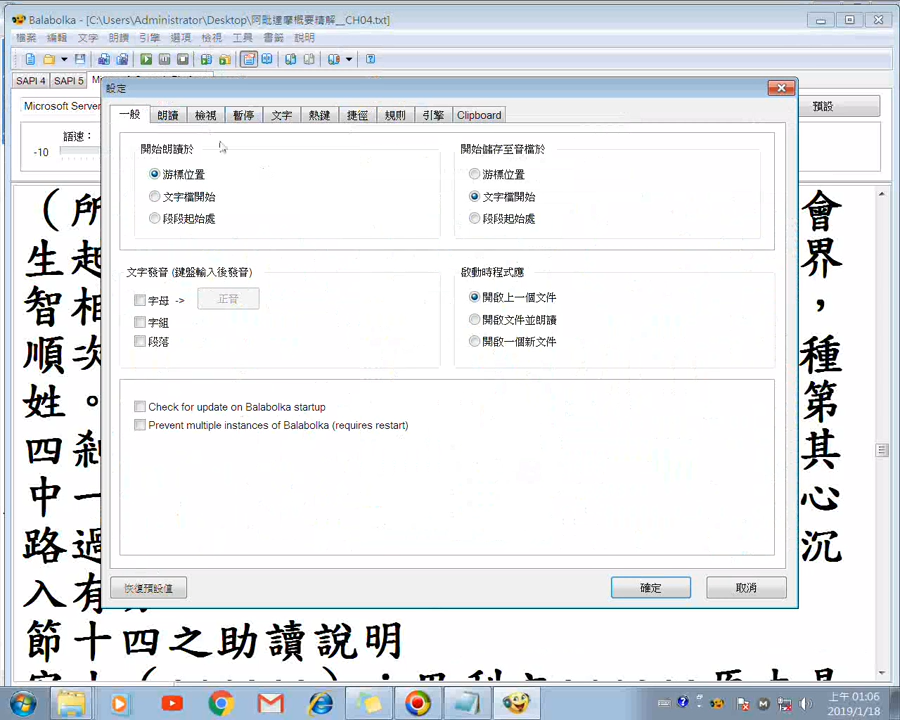 Balabolka - [C:\Users\Administrator\Desktop\阿毗達摩概要精解__CH04.txt]
檔案 編輯 文字 朗讀 引擎 選項 檢視 工具 書籤 說明
SAPI 4 SAPI 5
設定
Microsoft Server
預設
語速：
-10
一般 朗讀 檢視 暫停 文字 熱鍵 捷徑 規則 引擎 Clipboard
開始朗讀於
游標位置
文字檔開始
段段起始處
開始儲存至音檔於
游標位置
文字檔開始
段段起始處
文字發音 (鍵盤輸入後發音)
字母 ->
正音
字組
段落
啟動時程式應
開啟上一個文件
開啟文件並朗讀
開啟一個新文件
Check for update on Balabolka startup
Prevent multiple instances of Balabolka (requires restart)
恢復預設值
確定
取消
（所 會
生起 界
智相 ，
順次 種
姓。 第
四剎 其
中一 心
路過 沉
入有
節十四之助讀說明
上午 01:06
2019/1/18